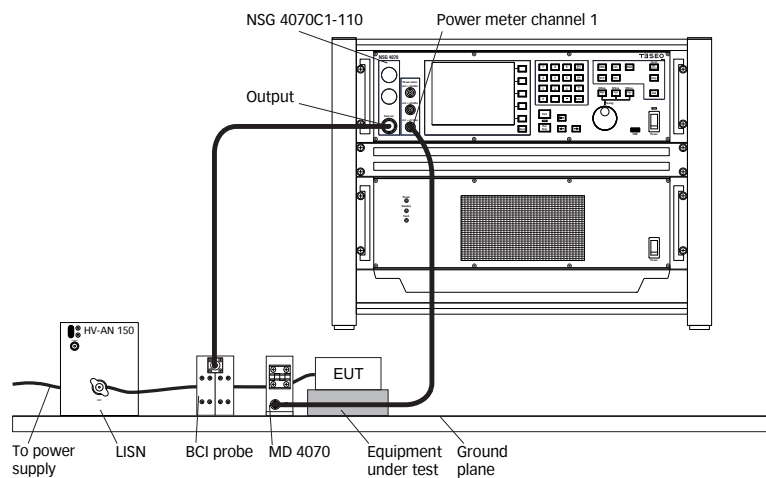 NSG 4070C1-110
Power meter channel 1
NSG 4070
TESEQ
Output
HV-AN 150
EUT
To power
supply
LISN
BCI probe
MD 4070
Equipment
under test
Ground
plane